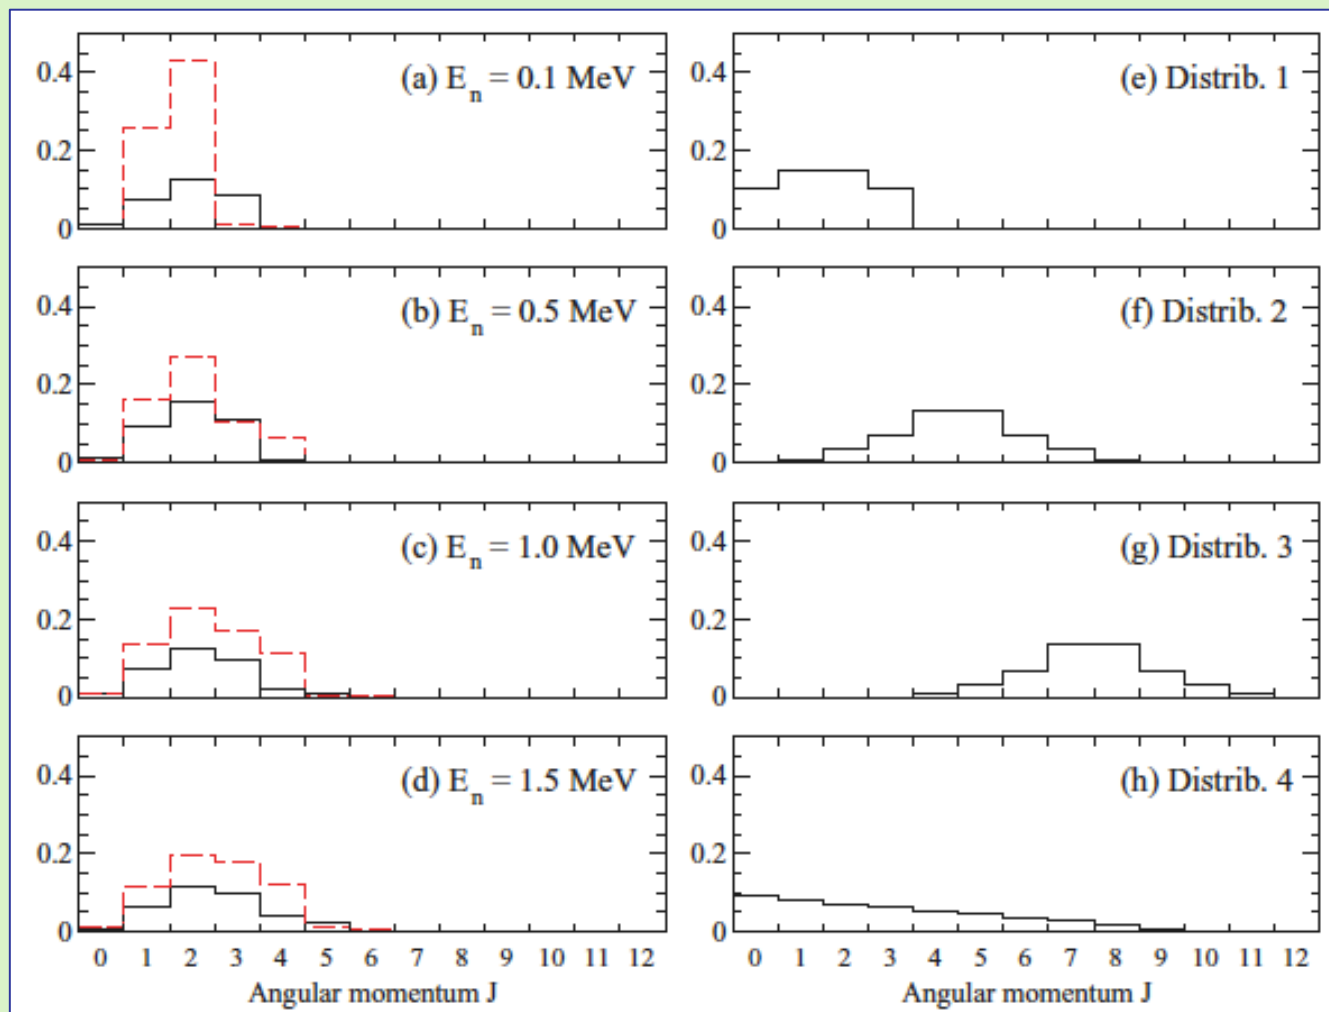 (a) E_n = 0.1 MeV
0.4
0.2
0
(b) E_n = 0.5 MeV
0.4
0.2
0
(c) E_n = 1.0 MeV
0.4
0.2
0
(d) E_n = 1.5 MeV
0.4
0.2
0
0 1 2 3 4 5 6 7 8 9 10 11 12
Angular momentum J
(e) Distrib. 1
0.4
0.2
0
(f) Distrib. 2
0.4
0.2
0
(g) Distrib. 3
0.4
0.2
0
(h) Distrib. 4
0.4
0.2
0
0 1 2 3 4 5 6 7 8 9 10 11 12
Angular momentum J